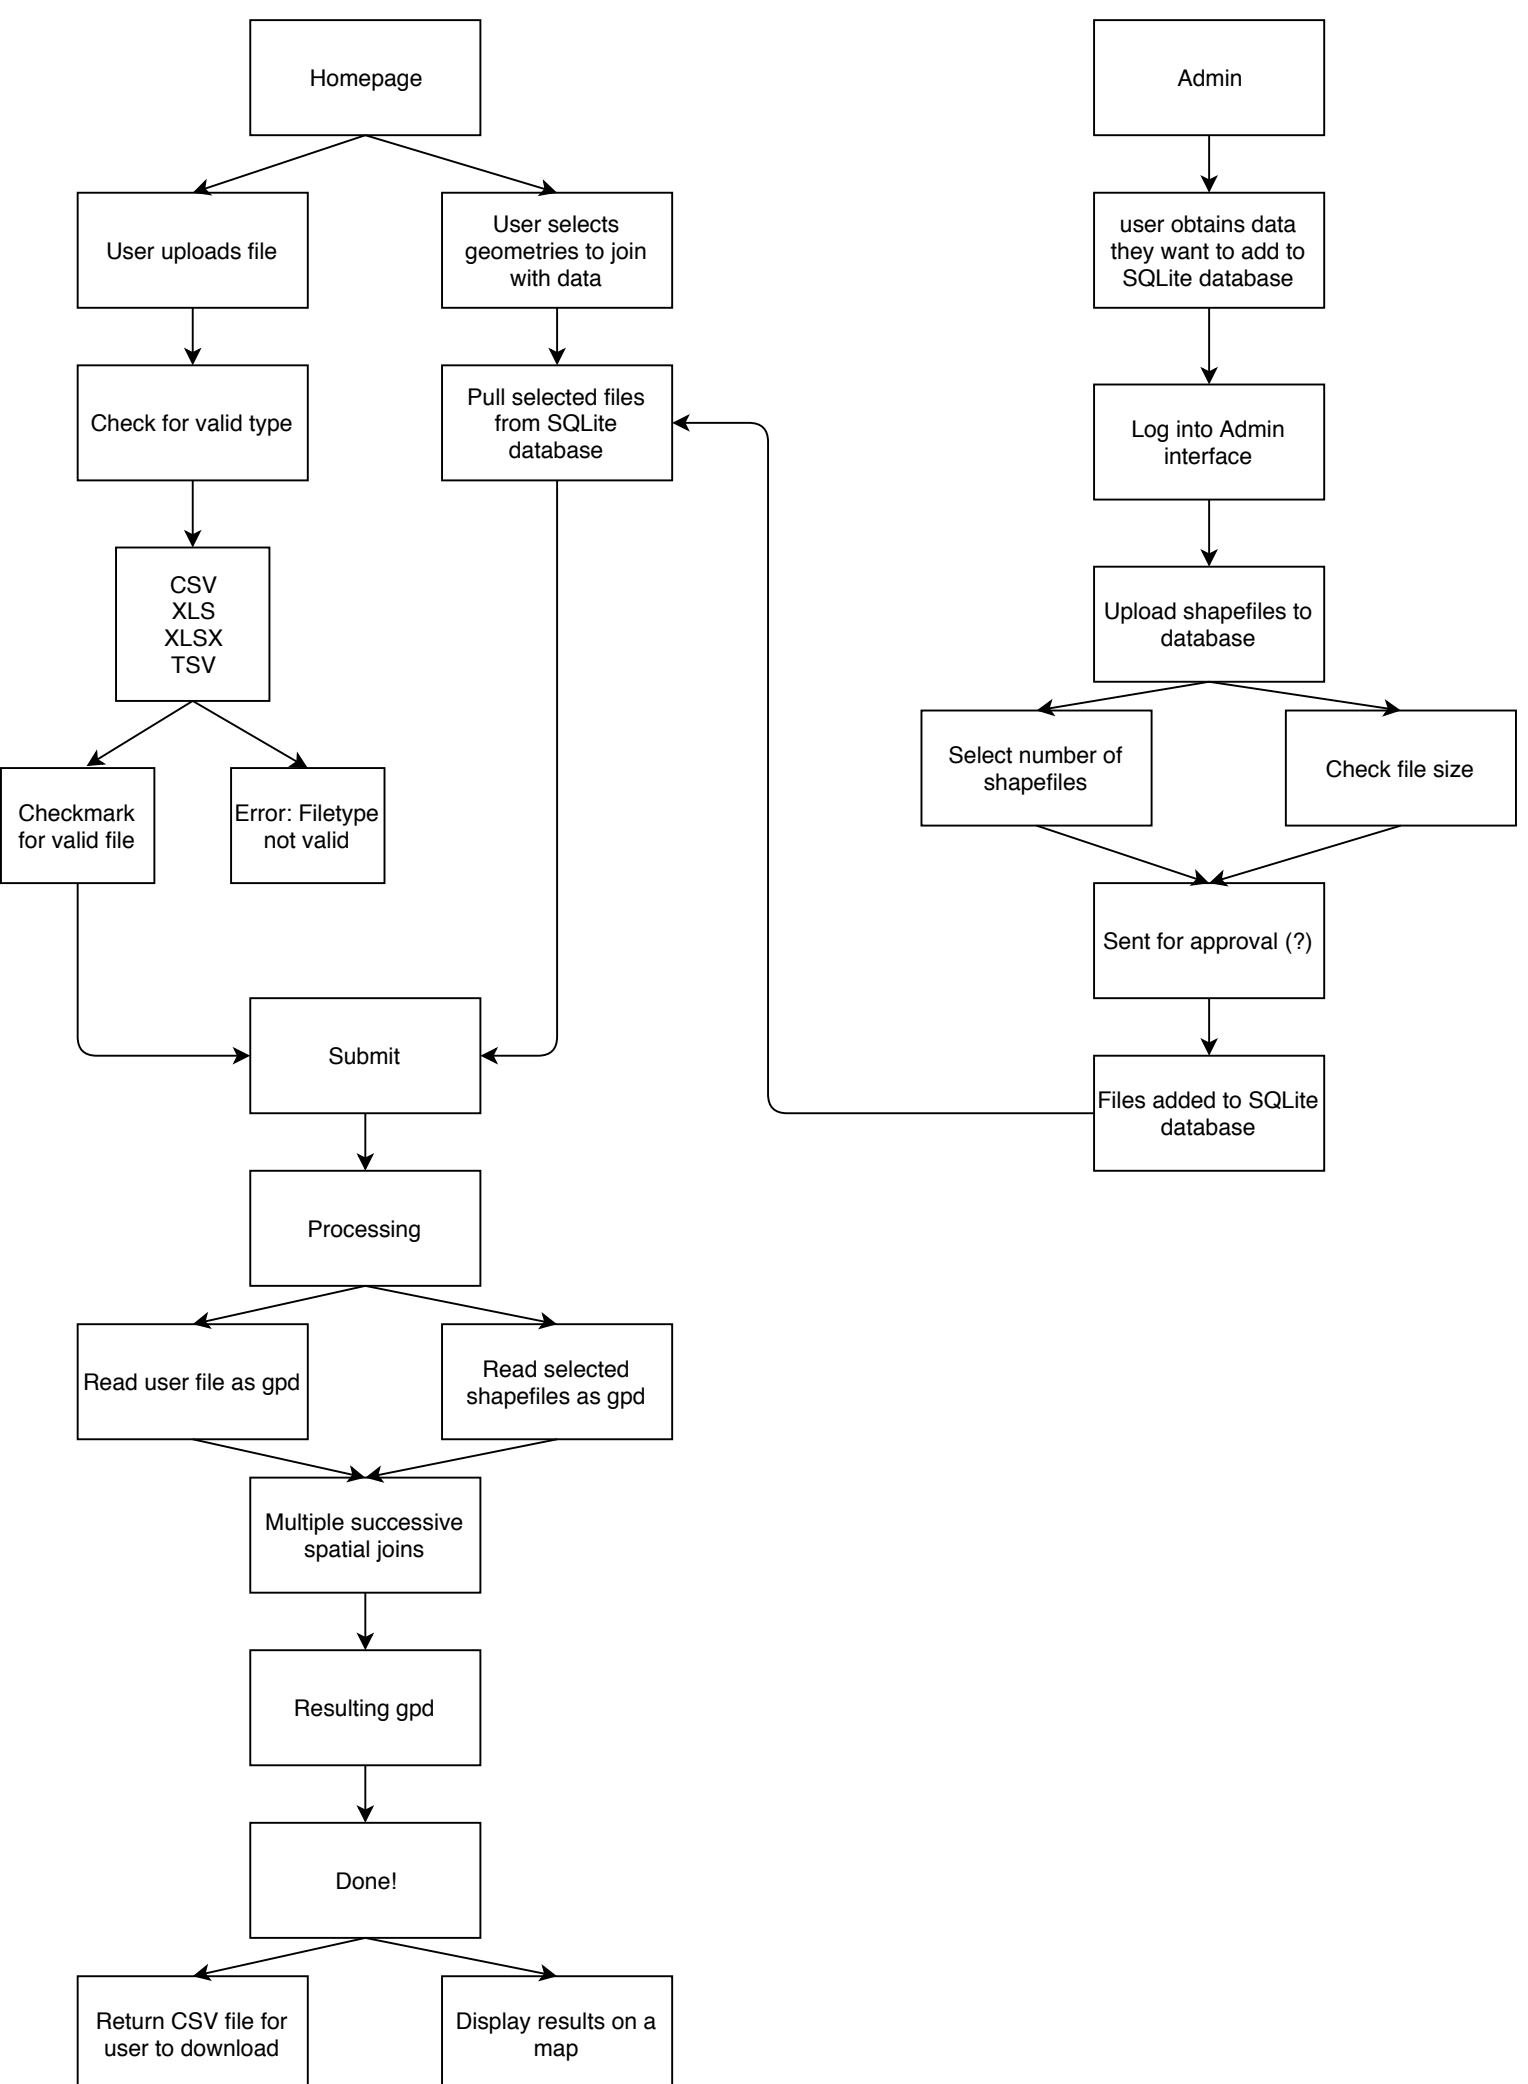 Homepage
Admin
User uploads file
User selects
geometries to join
with data
user obtains data
they want to add to
SQLite database
Check for valid type
Pull selected files
from SQLite
database
Log into Admin
interface
CSV
XLS
XLSX
TSV
Upload shapefiles to
database
Checkmark
for valid file
Error: Filetype
not valid
Select number of
shapefiles
Check file size
Sent for approval (?)
Submit
Files added to SQLite
database
Processing
Read user file as gpd
Read selected
shapefiles as gpd
Multiple successive
spatial joins
Resulting gpd
Done!
Return CSV file for
user to download
Display results on a
map